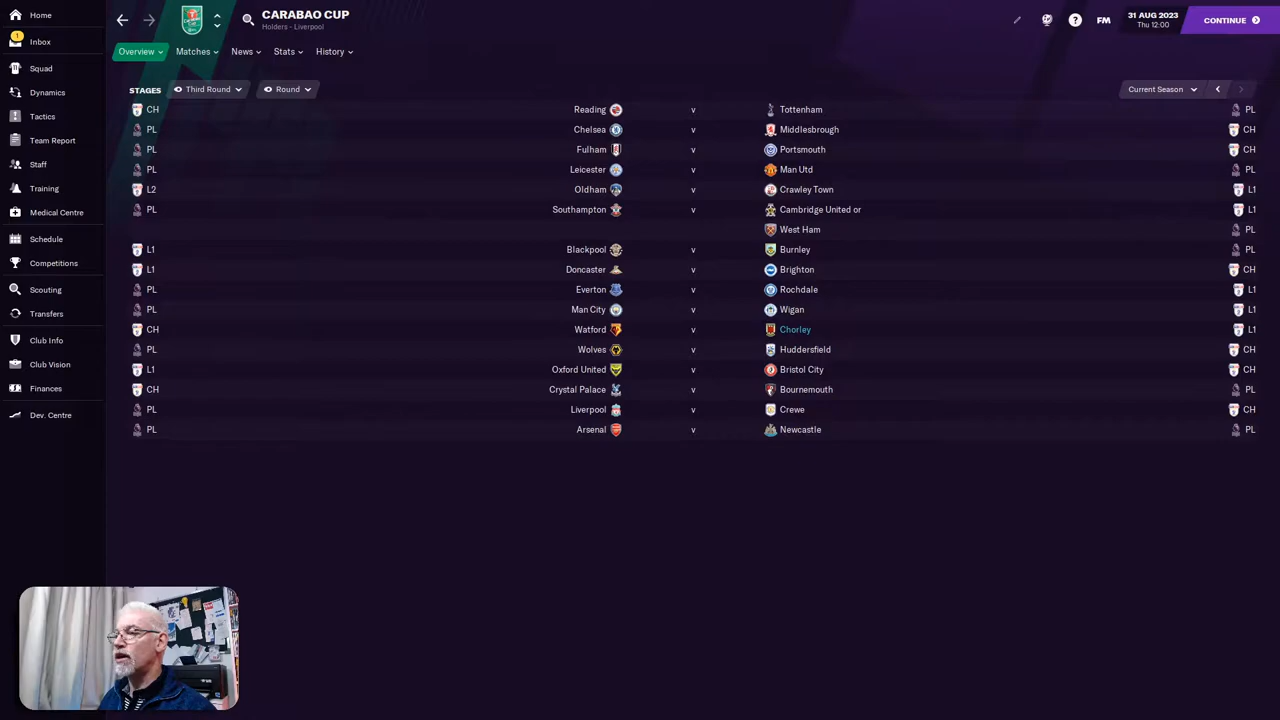 Home
Inbox
1
Squad
Dynamics
Tactics
Team Report
Staff
Training
Medical Centre
Schedule
Competitions
Scouting
Transfers
Club Info
Club Vision
Finances
Dev. Centre
CARABAO CUP
Holders - Liverpool
FM
31 AUG 2023
Thu 12:00
CONTINUE
Overview Matches News Stats History
STAGES Third Round Round Current Season
CH Reading v Tottenham PL
PL Chelsea v Middlesbrough CH
PL Fulham v Portsmouth CH
PL Leicester v Man Utd PL
L2 Oldham v Crawley Town L1
PL Southampton v Cambridge United or L1
West Ham PL
L1 Blackpool v Burnley PL
L1 Doncaster v Brighton CH
PL Everton v Rochdale L1
PL Man City v Wigan L1
CH Watford v Chorley L1
PL Wolves v Huddersfield CH
L1 Oxford United v Bristol City CH
CH Crystal Palace v Bournemouth PL
PL Liverpool v Crewe CH
PL Arsenal v Newcastle PL